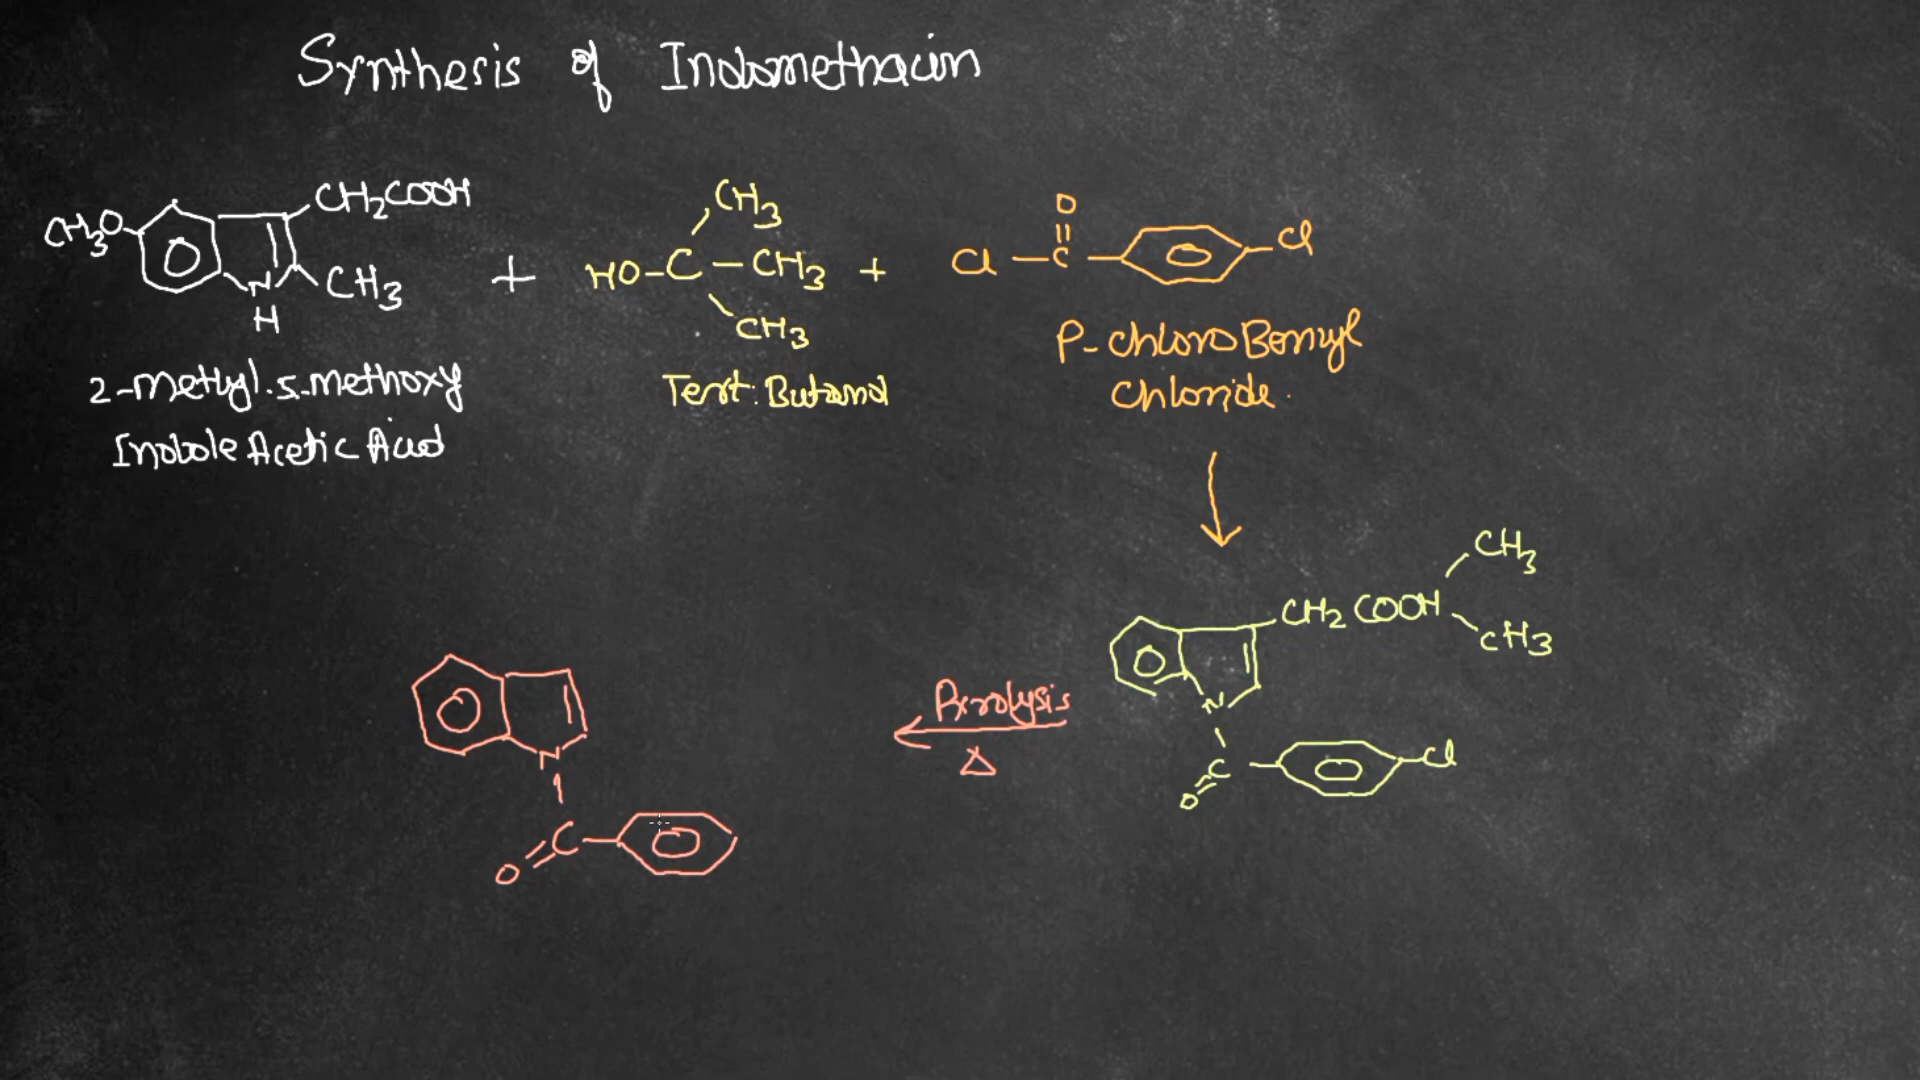 Synthesis of Indomethacin
CH3O
CH2COOH
CH3
N
H
+
HO-C-CH3
CH3
CH3
+
Cl-C-
O
Cl
2-methyl.5-methoxy
Indole Acetic Acid
Tert: Butanol
P-chloro Benzyl
Chloride.
CH2 COOH
CH3
CH3
N
C
O
Cl
Pyrolysis
Δ
N
C
O